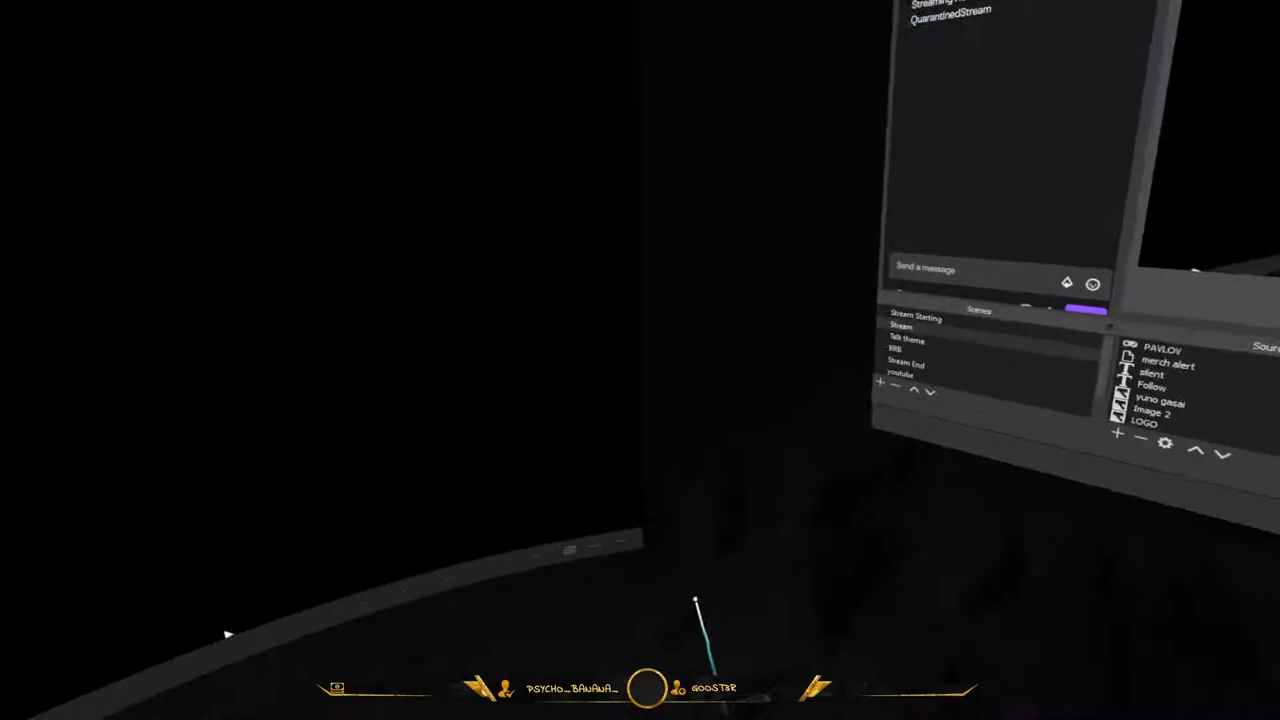 QuarantinedStream
Send a message
Scenes
Stream Starting
Stream
Talk theme
BRB
Stream End
youtube
PAVLOV
merch alert
silent
Follow
yuno gasai
Image 2
LOGO
PSYCHO_BANANA_
GOOST3R